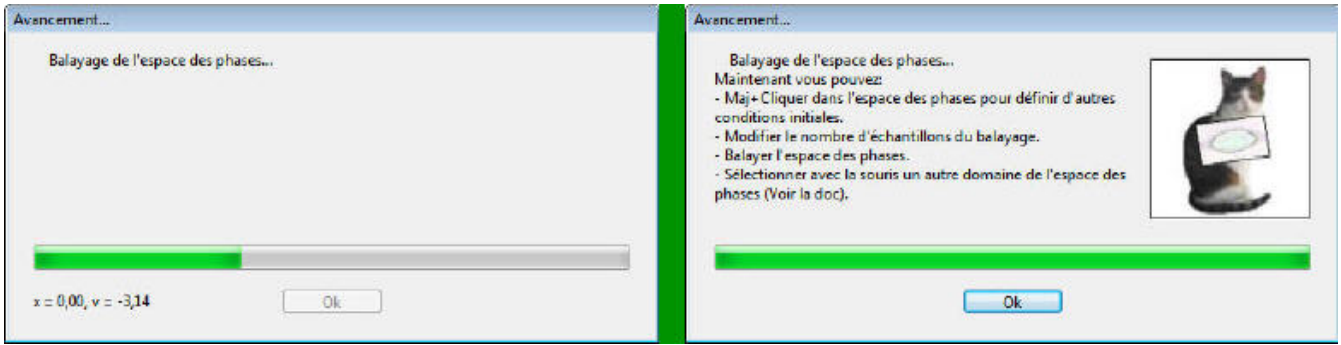 Avancement...
Balayage de l'espace des phases...
x = 0,00, v = -3,14
Ok
Avancement...
Balayage de l'espace des phases...
Maintenant vous pouvez:
- Maj+Cliquer dans l'espace des phases pour définir d'autres
conditions initiales.
- Modifier le nombre d'échantillons du balayage.
- Balayer l'espace des phases.
- Sélectionner avec la souris un autre domaine de l'espace des
phases (Voir la doc).
Ok